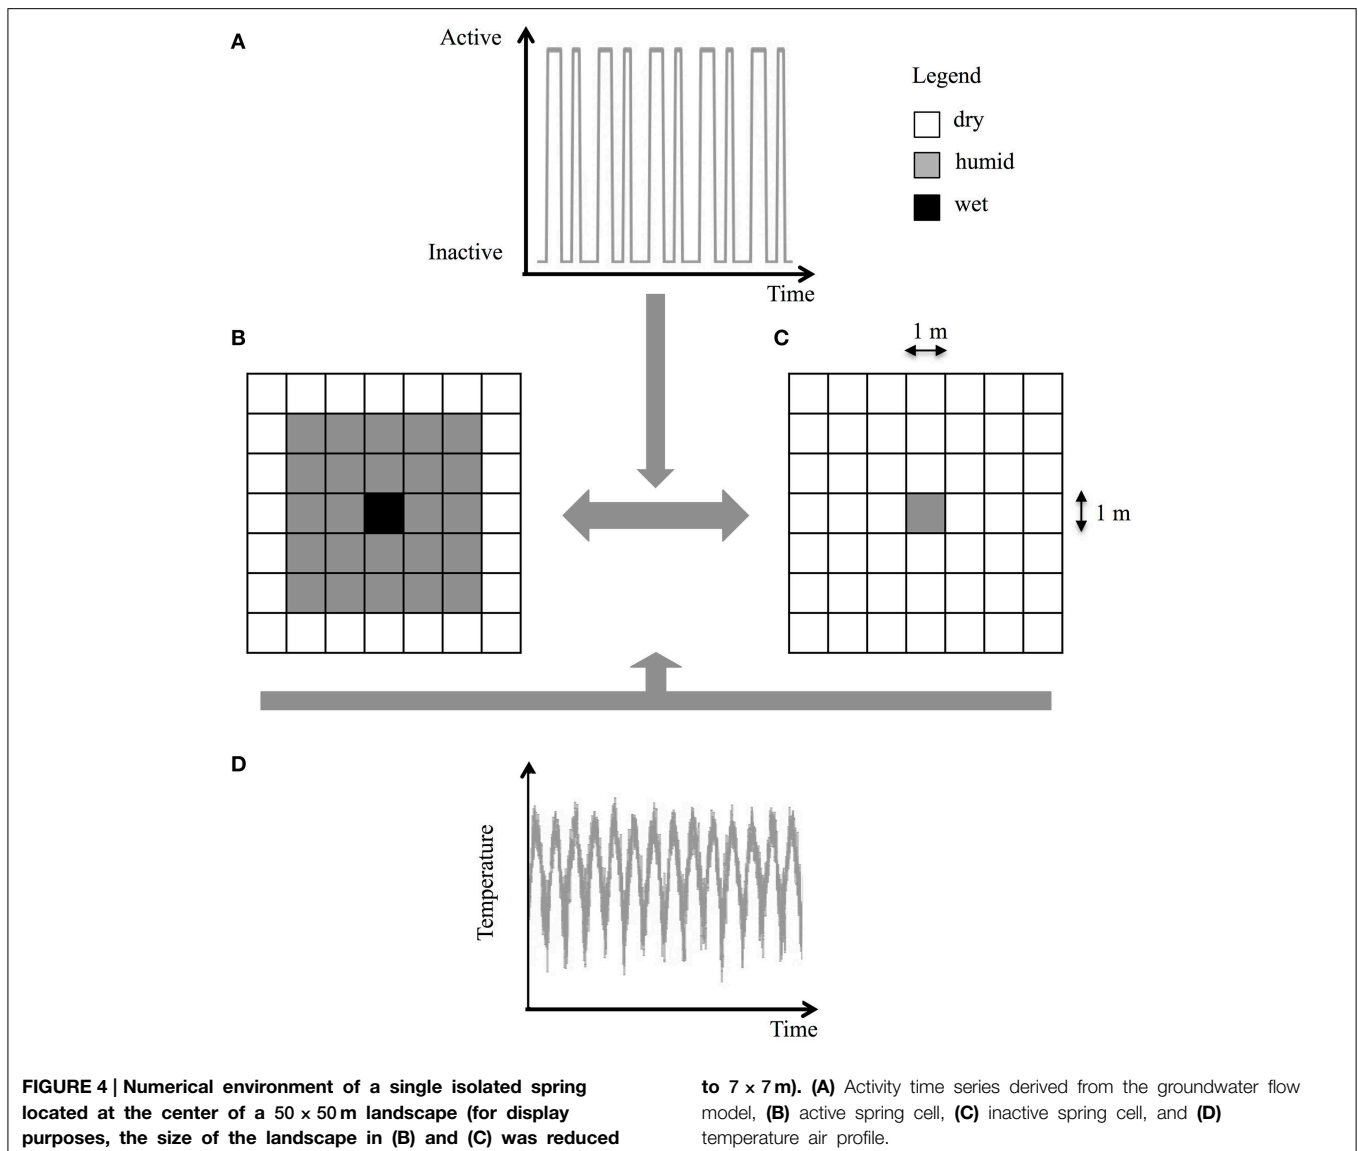 A
Active
Inactive
Time
Legend
dry
humid
wet
B
C
1 m
1 m
D
Temperature
Time
FIGURE 4 | Numerical environment of a single isolated spring
located at the center of a 50 × 50 m landscape (for display
purposes, the size of the landscape in (B) and (C) was reduced
to 7 × 7 m). (A) Activity time series derived from the groundwater flow
model, (B) active spring cell, (C) inactive spring cell, and (D)
temperature air profile.